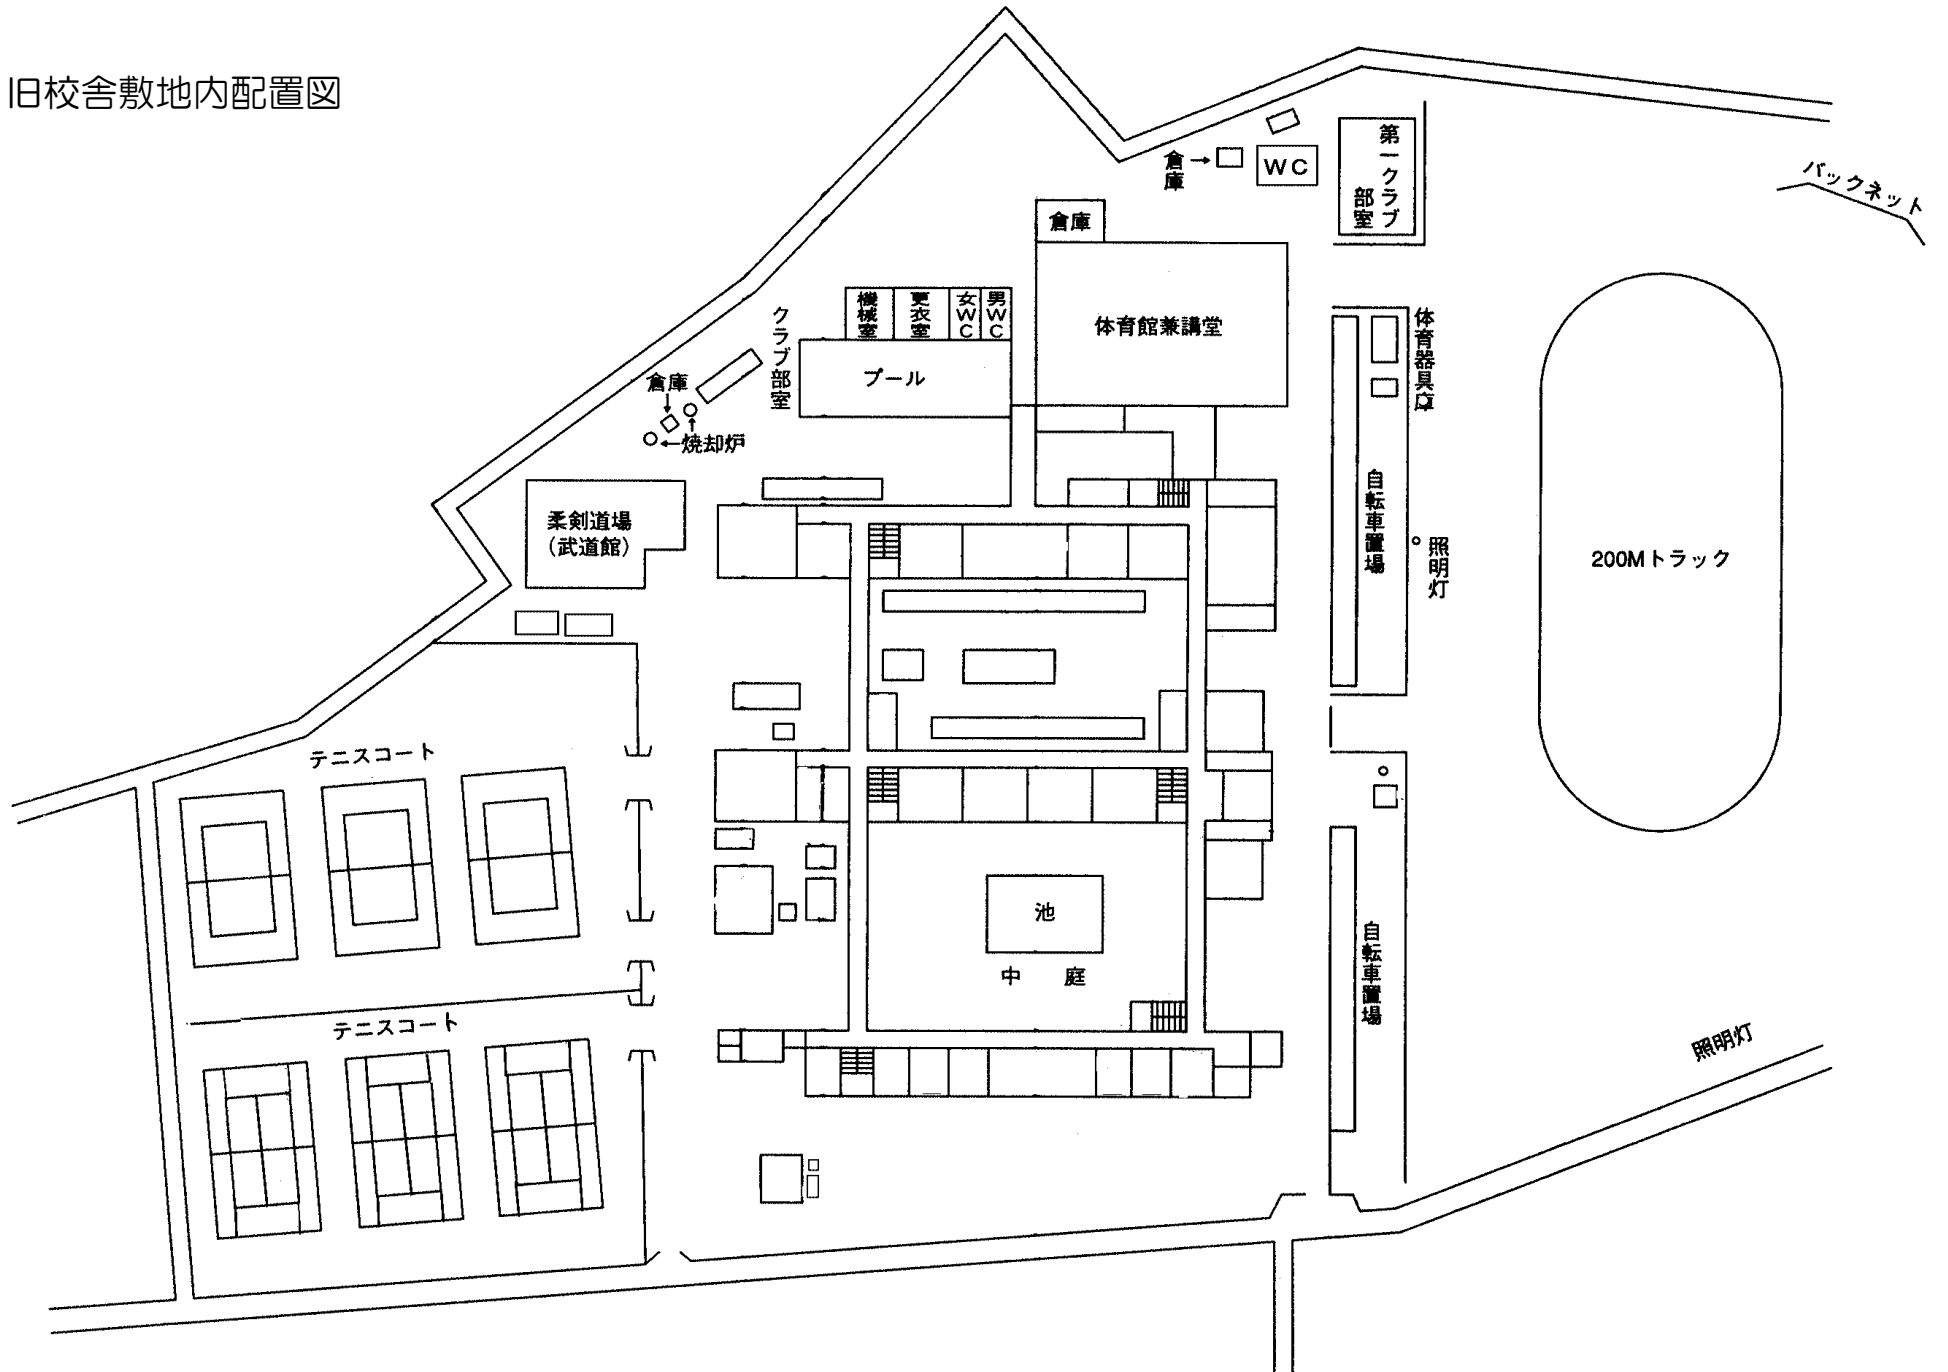 旧校舎敷地内配置図
バックネット
第一クラブ
部室
倉庫
WC
倉庫
体育館兼講堂
機械室
更衣室
女WC
男WC
プール
クラブ部室
倉庫
焼却炉
体育器具庫
柔剣道場
(武道館)
自転車置場
照明灯
200Mトラック
テニスコート
池
中庭
自転車置場
テニスコート
照明灯